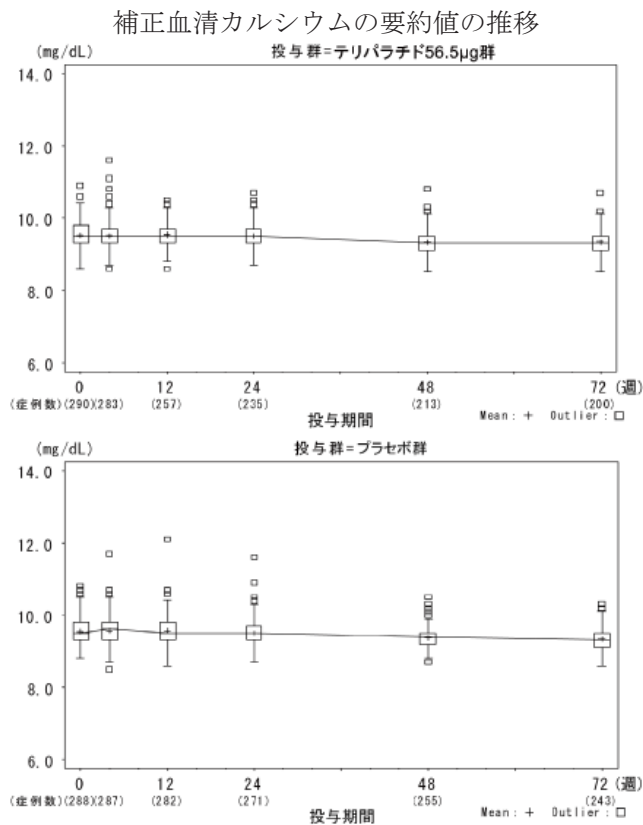 補正血清カルシウムの要約値の推移
(mg/dL) 投与群=テリパラチド56.5μg群
14.0
12.0
10.0
8.0
6.0
0 12 24 48 72 (週)
(症例数)(290)(283) (257) (235) (213) (200)
投与期間 Mean: + Outlier: □
(mg/dL) 投与群=プラセボ群
14.0
12.0
10.0
8.0
6.0
0 12 24 48 72 (週)
(症例数)(288)(287) (282) (271) (255) (243)
投与期間 Mean: + Outlier: □